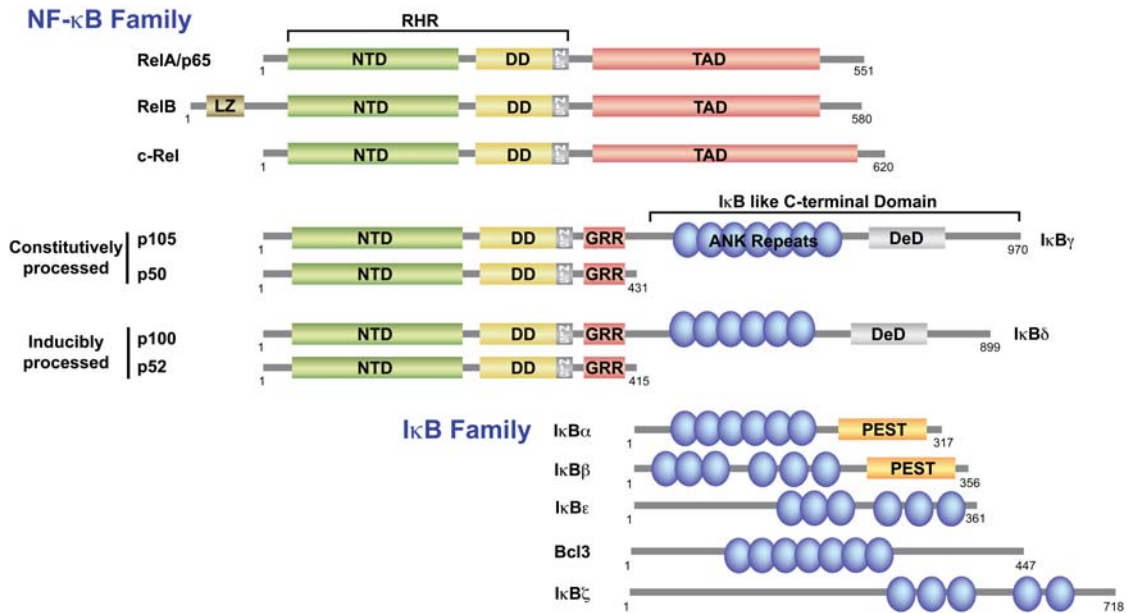 NF-κB Family
RHR
RelA/p65 NTD DD TAD
1 551
RelB LZ NTD DD TAD
1 580
c-Rel NTD DD TAD
1 620
IκB like C-terminal Domain
Constitutively processed
p105 NTD DD GRR ANK Repeats DeD IκBγ
1 970
p50 NTD DD GRR
1 431
Inducibly processed
p100 NTD DD GRR DeD IκBδ
1 899
p52 NTD DD GRR
1 415
IκB Family
IκBα PEST
1 317
IκBβ PEST
1 356
IκBε
1 361
Bcl3
1 447
IκBζ
1 718